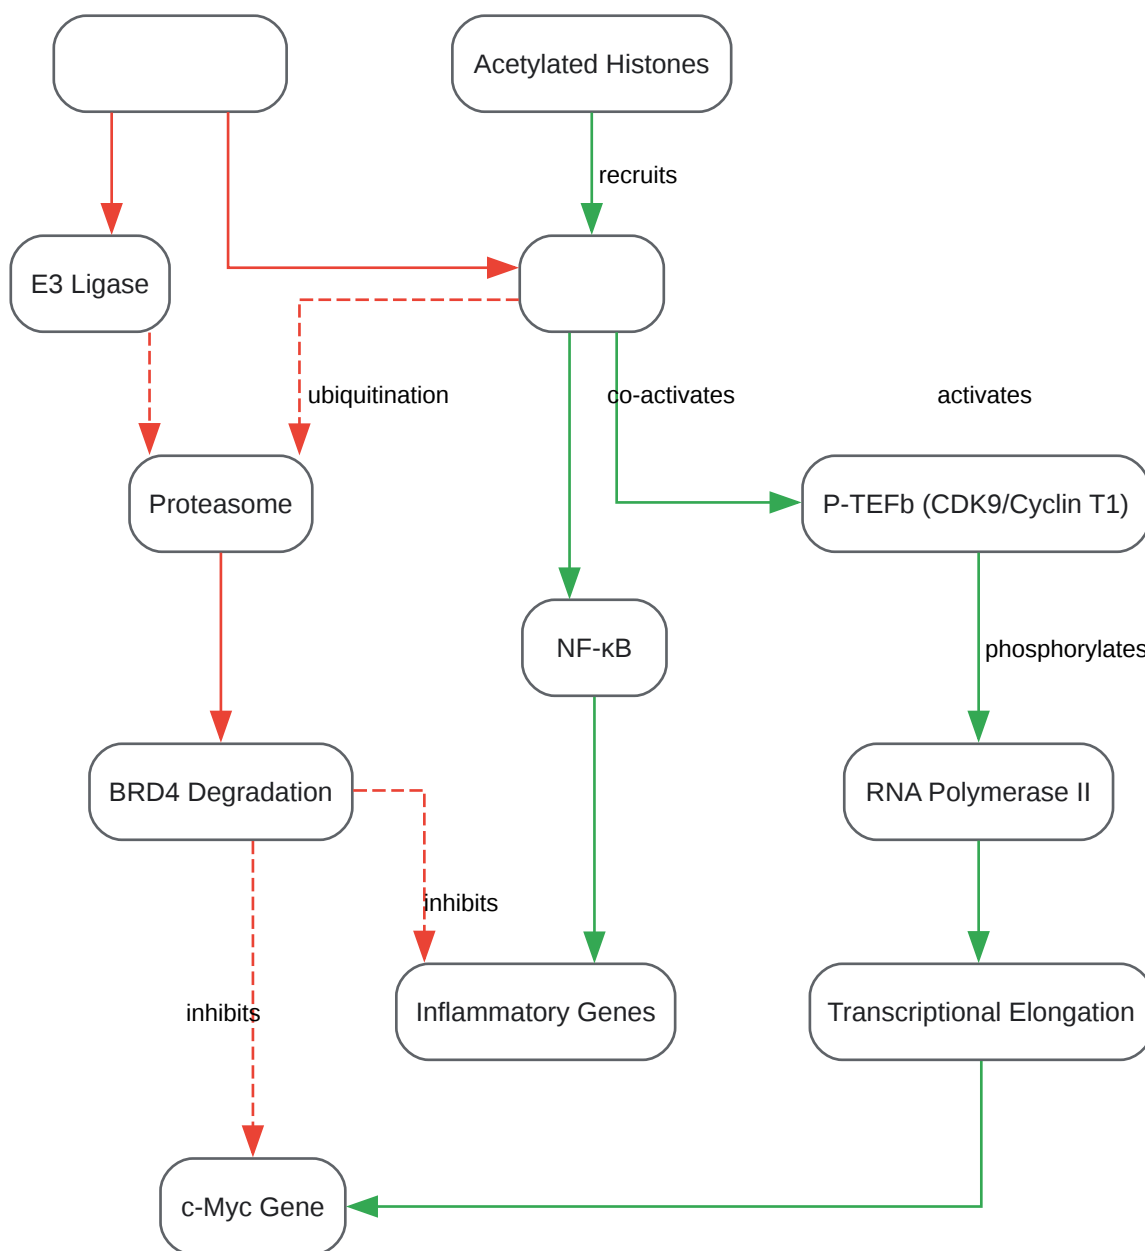 Acetylated Histones
recruits
E3 Ligase
ubiquitination
co-activates
activates
Proteasome
P-TEFb (CDK9/Cyclin T1)
NF-κB
phosphorylates
BRD4 Degradation
RNA Polymerase II
inhibits
Inflammatory Genes
Transcriptional Elongation
inhibits
c-Myc Gene